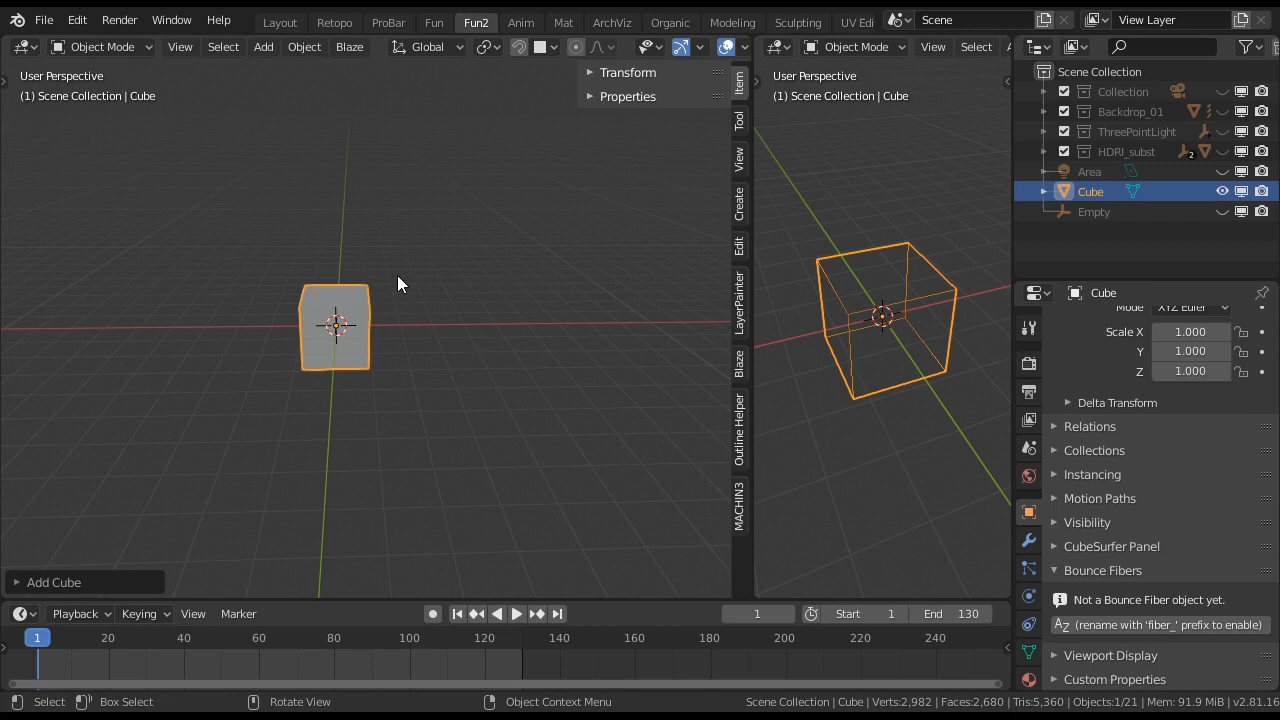 File Edit Render Window Help Layout Retopo ProBar Fun Fun2 Anim Mat ArchViz Organic Modeling Sculpting UV Edi Scene View Layer
Object Mode View Select Add Object Blaze Global Object Mode View Select
User Perspective
(1) Scene Collection | Cube
Transform
Properties
Item
Tool
View
Create
Edit
LayerPainter
Blaze
Outline Helper
MACHIN3
Add Cube
User Perspective
(1) Scene Collection | Cube
Scene Collection
Collection
Backdrop_01
ThreePointLight
HDRI_subst 2
Area
Cube
Empty
Cube
Mode XYZ Euler
Scale X 1.000
Y 1.000
Z 1.000
Delta Transform
Relations
Collections
Instancing
Motion Paths
Visibility
CubeSurfer Panel
Bounce Fibers
Not a Bounce Fiber object yet.
(rename with 'fiber_' prefix to enable)
Viewport Display
Custom Properties
Playback Keying View Marker 1 Start 1 End 130
1 20 40 60 80 100 120 140 160 180 200 220 240
Select Box Select Rotate View Object Context Menu Scene Collection | Cube | Verts:2,982 | Faces:2,680 | Tris:5,360 | Objects:1/21 | Mem: 91.9 MiB | v2.81.16